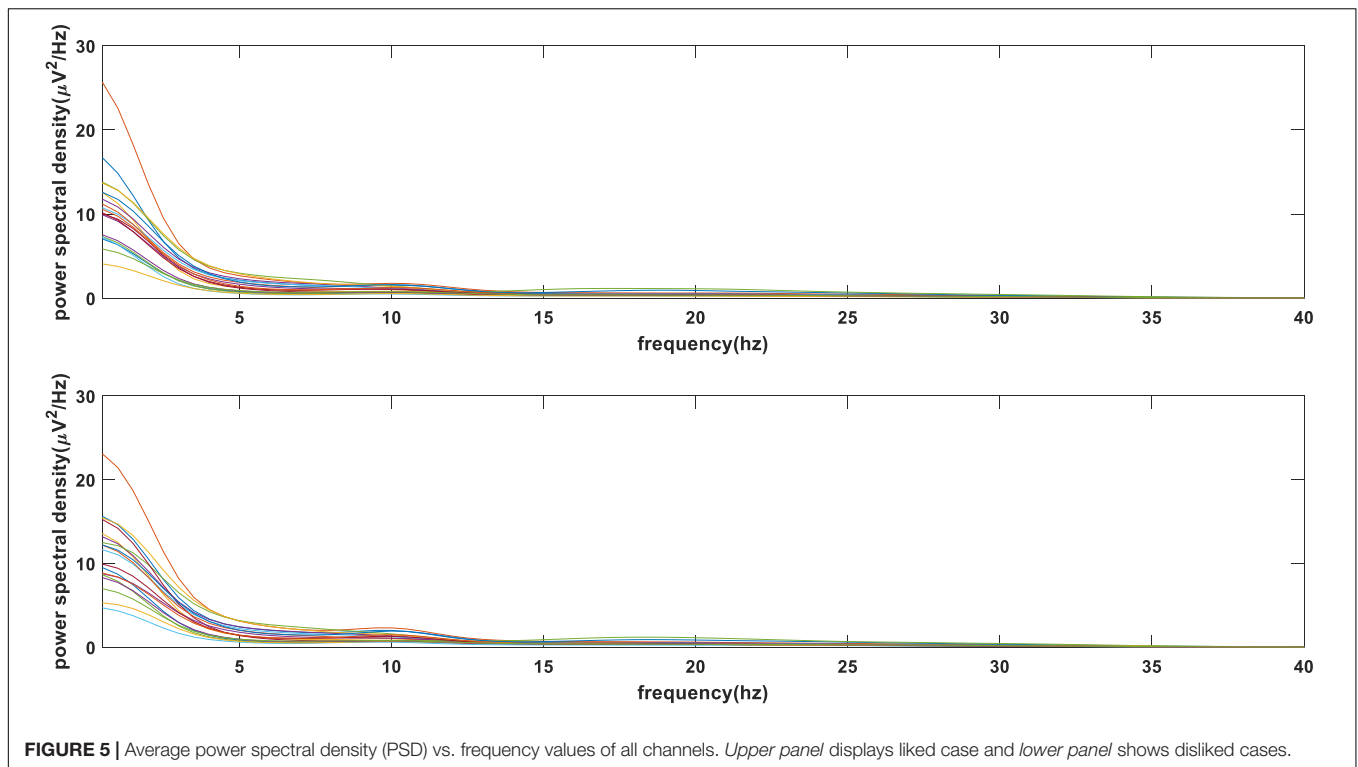 30
20
10
0
power spectral density(μV²/Hz)
5 10 15 20 25 30 35 40
frequency(hz)
30
20
10
0
power spectral density(μV²/Hz)
5 10 15 20 25 30 35 40
frequency(hz)
FIGURE 5 | Average power spectral density (PSD) vs. frequency values of all channels. Upper panel displays liked case and lower panel shows disliked cases.